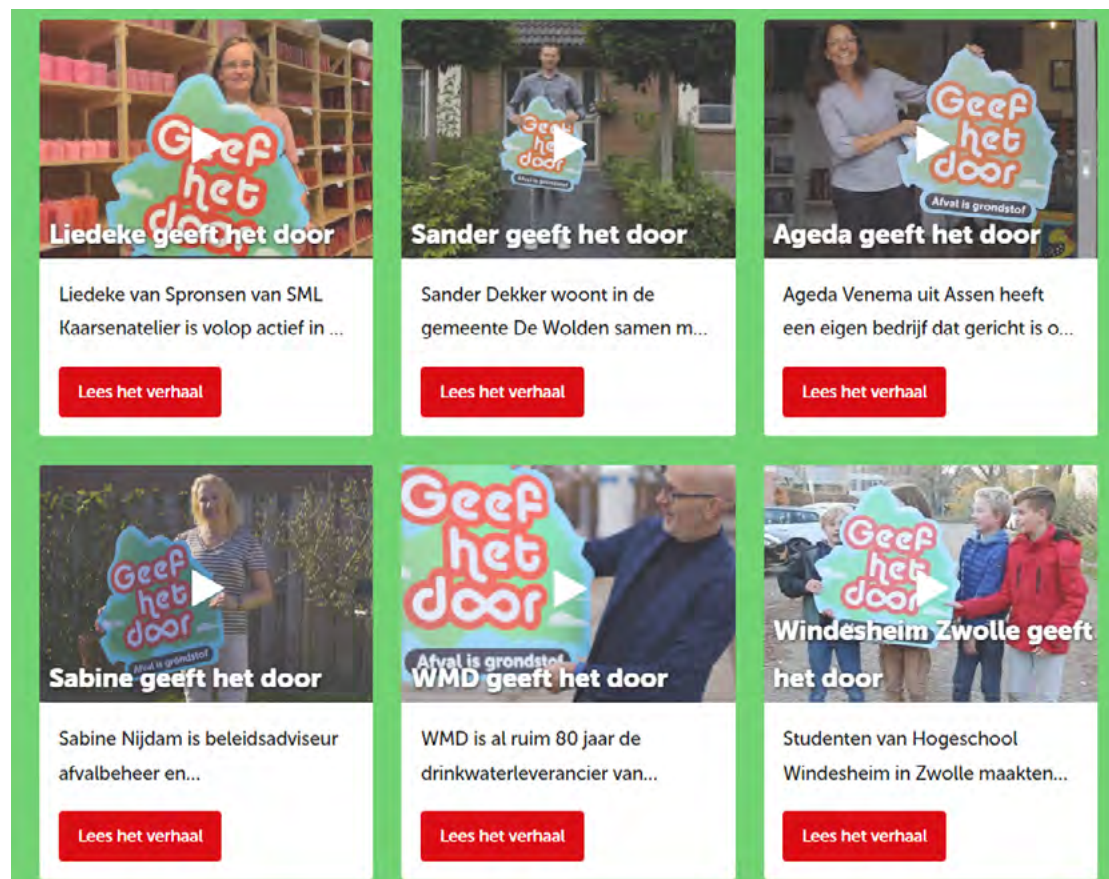 Geef
het
door
Liedeke geeft het door
Liedeke van Spronsen van SML
Kaarsenatelier is volop actief in ...
Lees het verhaal
Geef
he
door
Afval is grondstof
Sander geeft het door
Sander Dekker woont in de
gemeente De Wolden samen m...
Lees het verhaal
Geef
het
door
Afval is grondstof
Ageda geeft het door
Ageda Venema uit Assen heeft
een eigen bedrijf dat gericht is o...
Lees het verhaal
Geef
het
door
Afval is grondstof
Sabine geeft het door
Sabine Nijdam is beleidsadviseur
afvalbeheer en...
Lees het verhaal
Geef
het
door
Afval is grondstof
WMD geeft het door
WMD is al ruim 80 jaar de
drinkwaterleverancier van...
Lees het verhaal
Geef
het
door
Windesheim Zwolle geeft
het door
Studenten van Hogeschool
Windesheim in Zwolle maakten...
Lees het verhaal